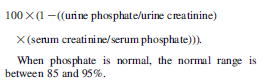 100 × (1 −((urine phosphate/urine creatinine)
× (serum creatinine/serum phosphate))).
When phosphate is normal, the normal range is
between 85 and 95%.